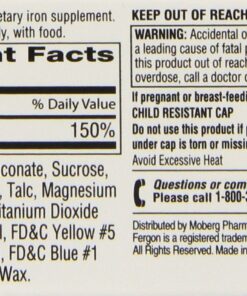 etary iron supplement.
ly, with food.
nt Facts
% Daily Value
150%
conate, Sucrose,
, Talc, Magnesium
itanium Dioxide
l, FD&C Yellow #5
, FD&C Blue #1
Wax.
KEEP OUT OF REACH
WARNING: Accidental o
a leading cause of fatal p
this product out of reach
overdose, call a doctor o
If pregnant or breast-feedi
CHILD RESISTANT CAP
Do not use this product if p
under cap is torn or missin
Avoid Excessive Heat
Questions or com
Please call 1-800-
Distributed by Moberg Pharm
Fergon is a registered tradem
All Rights Reserved. Made in